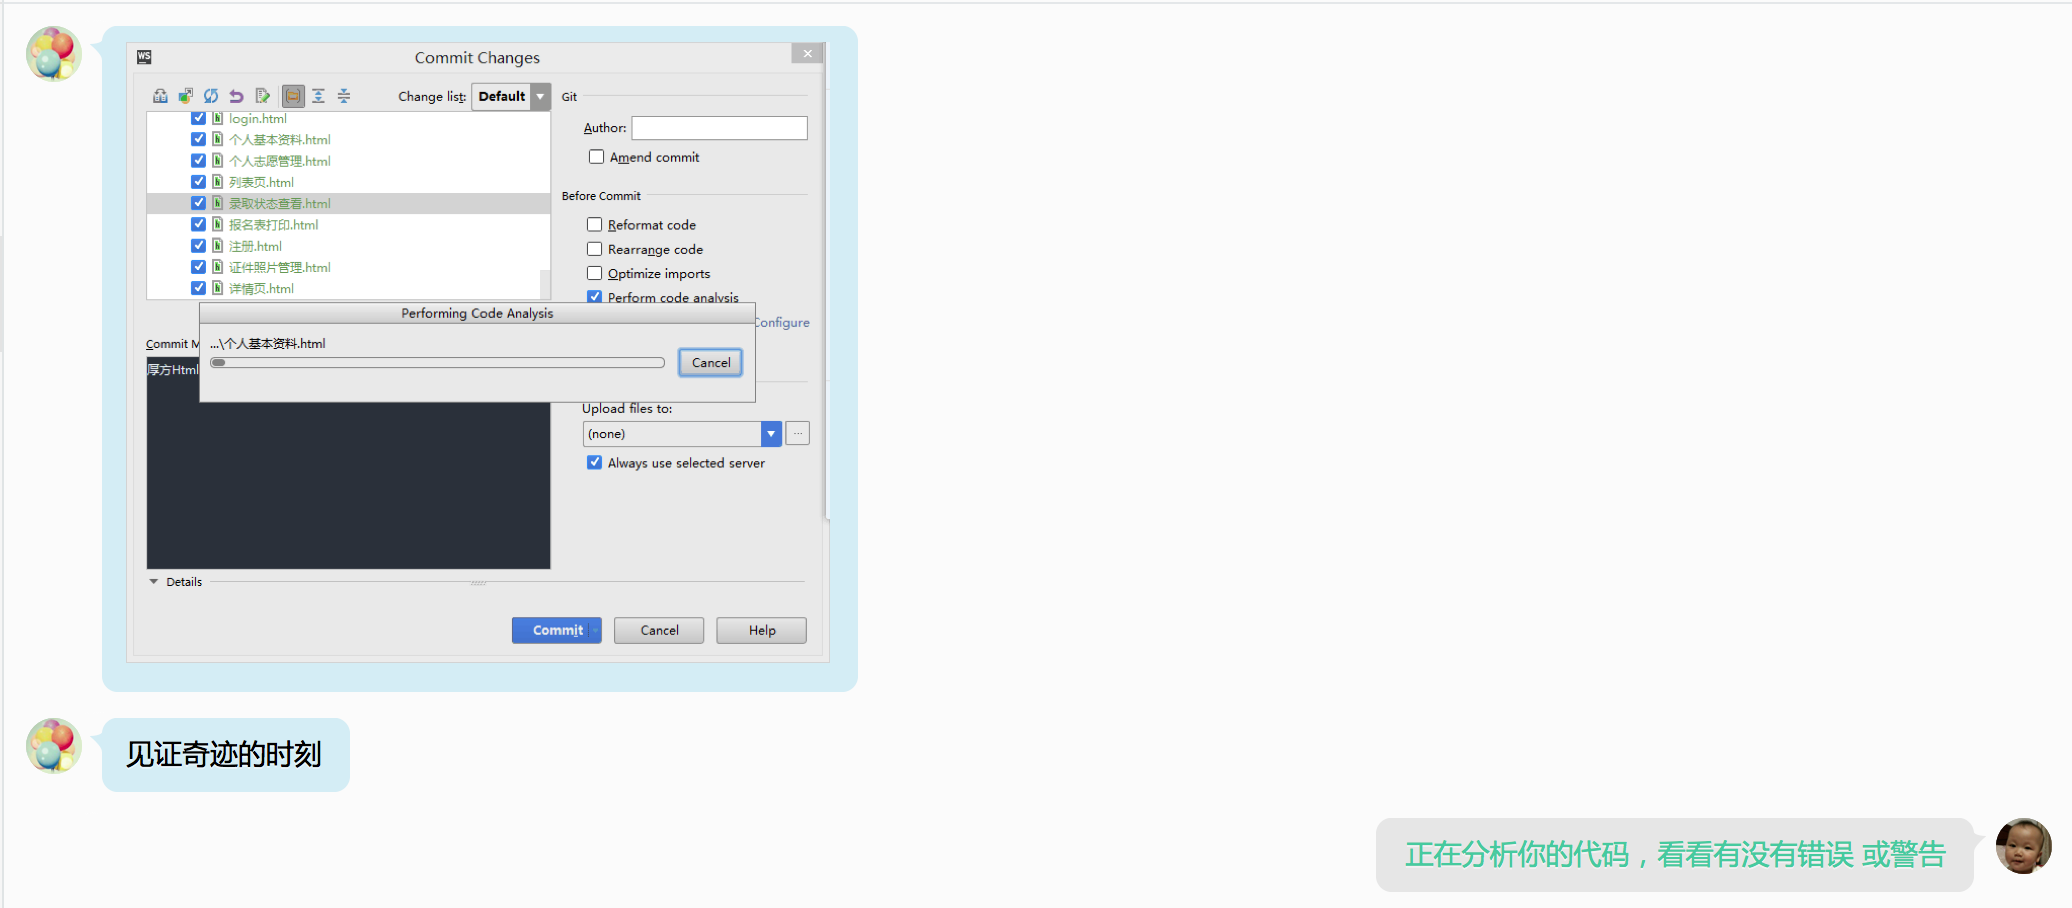 WS
Commit Changes
Change list: Default
login.html
个人基本资料.html
个人志愿管理.html
列表页.html
录取状态查看.html
报名表打印.html
注册.html
证件照片管理.html
详情页.html
Git
Author:
Amend commit
Before Commit
Reformat code
Rearrange code
Optimize imports
Perform code analysis
Configure
Performing Code Analysis
...\个人基本资料.html
Cancel
Commit M
厚方Html
Upload files to:
(none)
...
Always use selected server
Details
Commit
Cancel
Help
见证奇迹的时刻
正在分析你的代码，看看有没有错误 或警告